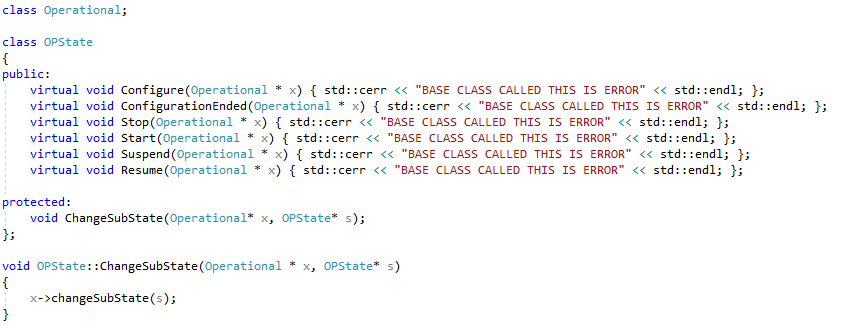 class Operational;
class OPState
{
public:
virtual void Configure(Operational * x) { std::cerr << "BASE CLASS CALLED THIS IS ERROR" << std::endl; };
virtual void ConfigurationEnded(Operational * x) { std::cerr << "BASE CLASS CALLED THIS IS ERROR" << std::endl; };
virtual void Stop(Operational * x) { std::cerr << "BASE CLASS CALLED THIS IS ERROR" << std::endl; };
virtual void Start(Operational * x) { std::cerr << "BASE CLASS CALLED THIS IS ERROR" << std::endl; };
virtual void Suspend(Operational * x) { std::cerr << "BASE CLASS CALLED THIS IS ERROR" << std::endl; };
virtual void Resume(Operational * x) { std::cerr << "BASE CLASS CALLED THIS IS ERROR" << std::endl; };
protected:
void ChangeSubState(Operational* x, OPState* s);
};
void OPState::ChangeSubState(Operational * x, OPState* s)
{
x->changeSubState(s);
}